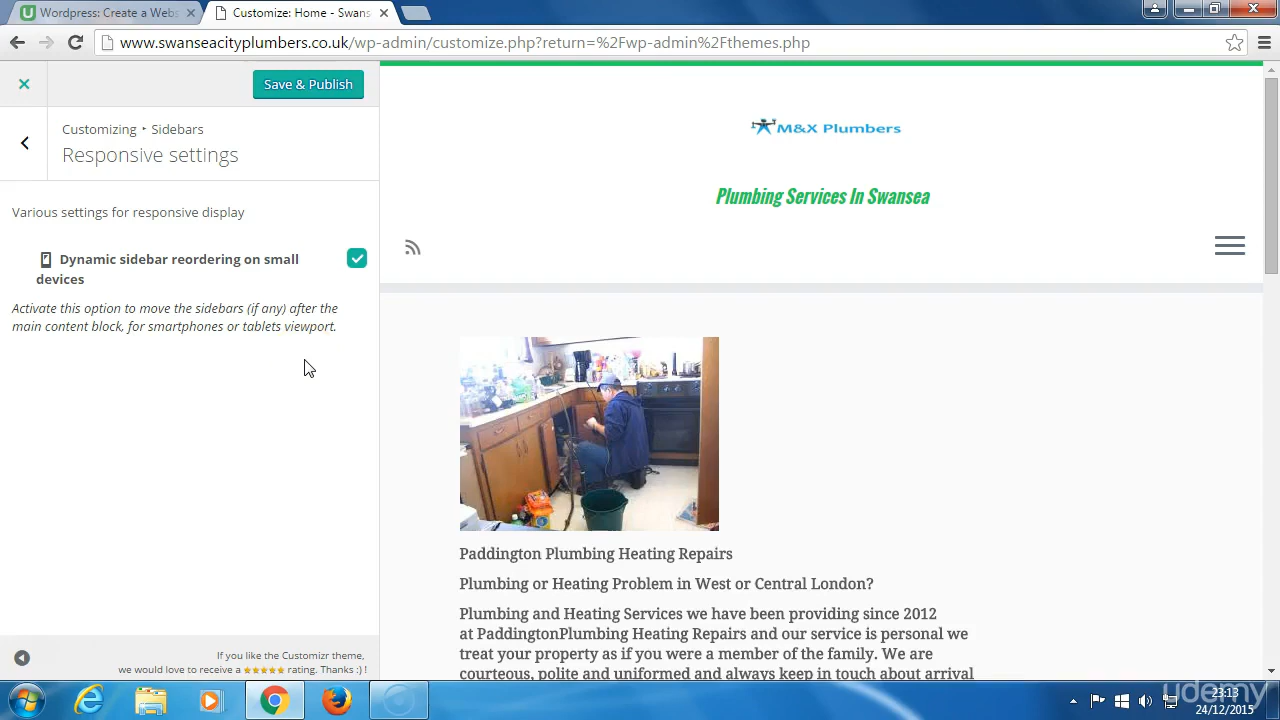 Wordpress: Create a Webs
Customize: Home - Swans
www.swanseacityplumbers.co.uk/wp-admin/customize.php?return=%2Fwp-admin%2Fthemes.php
Save & Publish
Customizing ‣ Sidebars
Responsive settings
Various settings for responsive display
Dynamic sidebar reordering on small
devices
Activate this option to move the sidebars (if any) after the
main content block, for smartphones or tablets viewport.
If you like the Customizr theme,
we would love to receive a ★★★★★ rating. Thanks :) !
M&X Plumbers
Plumbing Services In Swansea
Paddington Plumbing Heating Repairs
Plumbing or Heating Problem in West or Central London?
Plumbing and Heating Services we have been providing since 2012
at PaddingtonPlumbing Heating Repairs and our service is personal we
treat your property as if you were a member of the family. We are
courteous, polite and uniformed and always keep in touch about arrival
udemy
23:13
24/12/2015